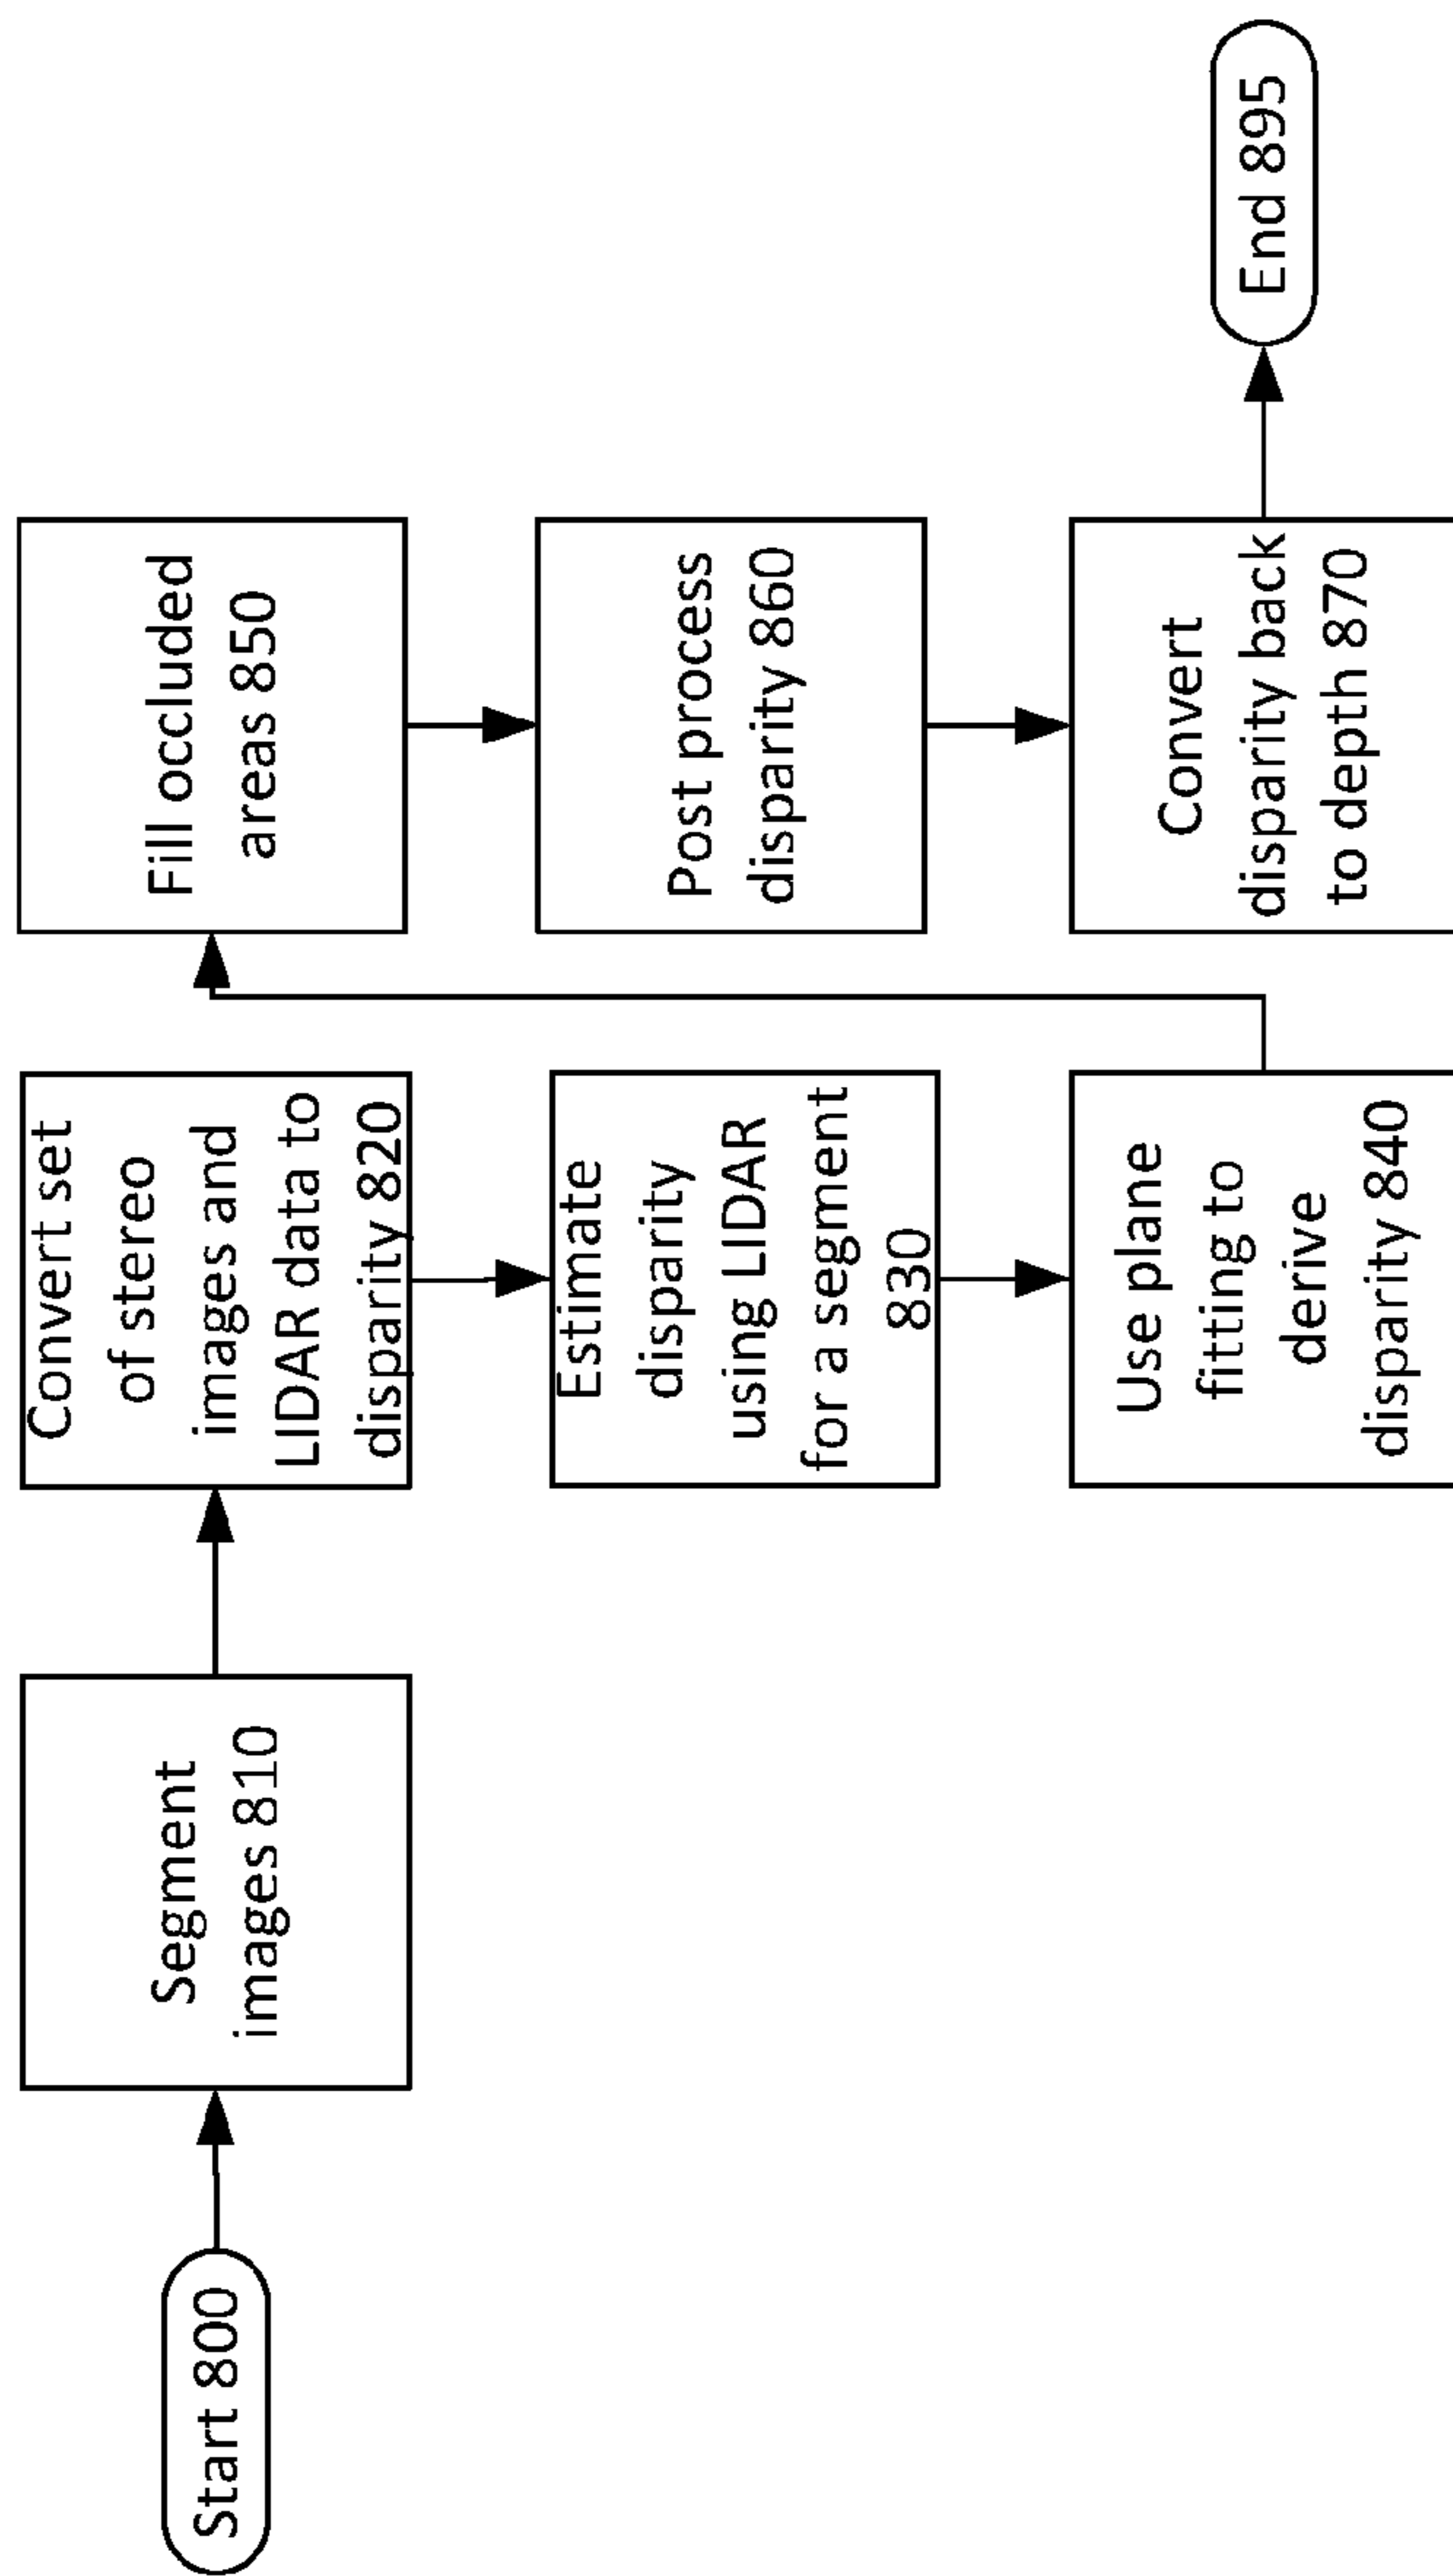 Start 800
Segment
images 810
Convert set
of stereo
images and
LIDAR data to
disparity 820
Estimate
disparity
using LIDAR
for a segment
830
Use plane
fitting to
derive
disparity 840
Fill occluded
areas 850
Post process
disparity 860
Convert
disparity back
to depth 870
End 895